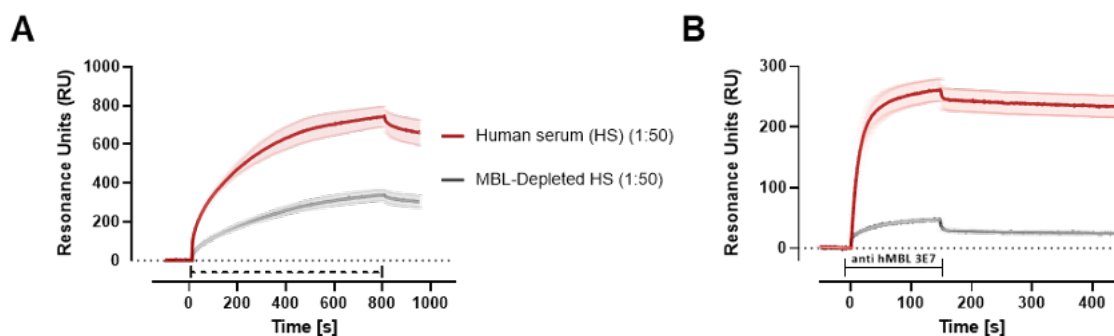 A
Resonance Units (RU)
1000
800
600
400
200
0
0 200 400 600 800 1000
Time [s]
Human serum (HS) (1:50)
MBL-Depleted HS (1:50)
B
Resonance Units (RU)
300
200
100
0
anti hMBL 3E7
0 100 200 300 400
Time [s]